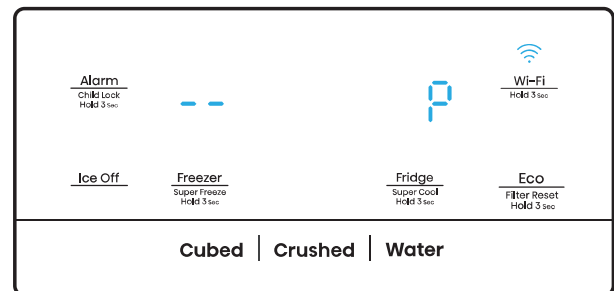 Alarm
Child Lock
Hold 3 Sec
-- P
Wi-Fi
Hold 3 Sec
Ice Off
Freezer
Super Freeze
Hold 3 Sec
Fridge
Super Cool
Hold 3 Sec
Eco
Filter Reset
Hold 3 Sec
Cubed | Crushed | Water